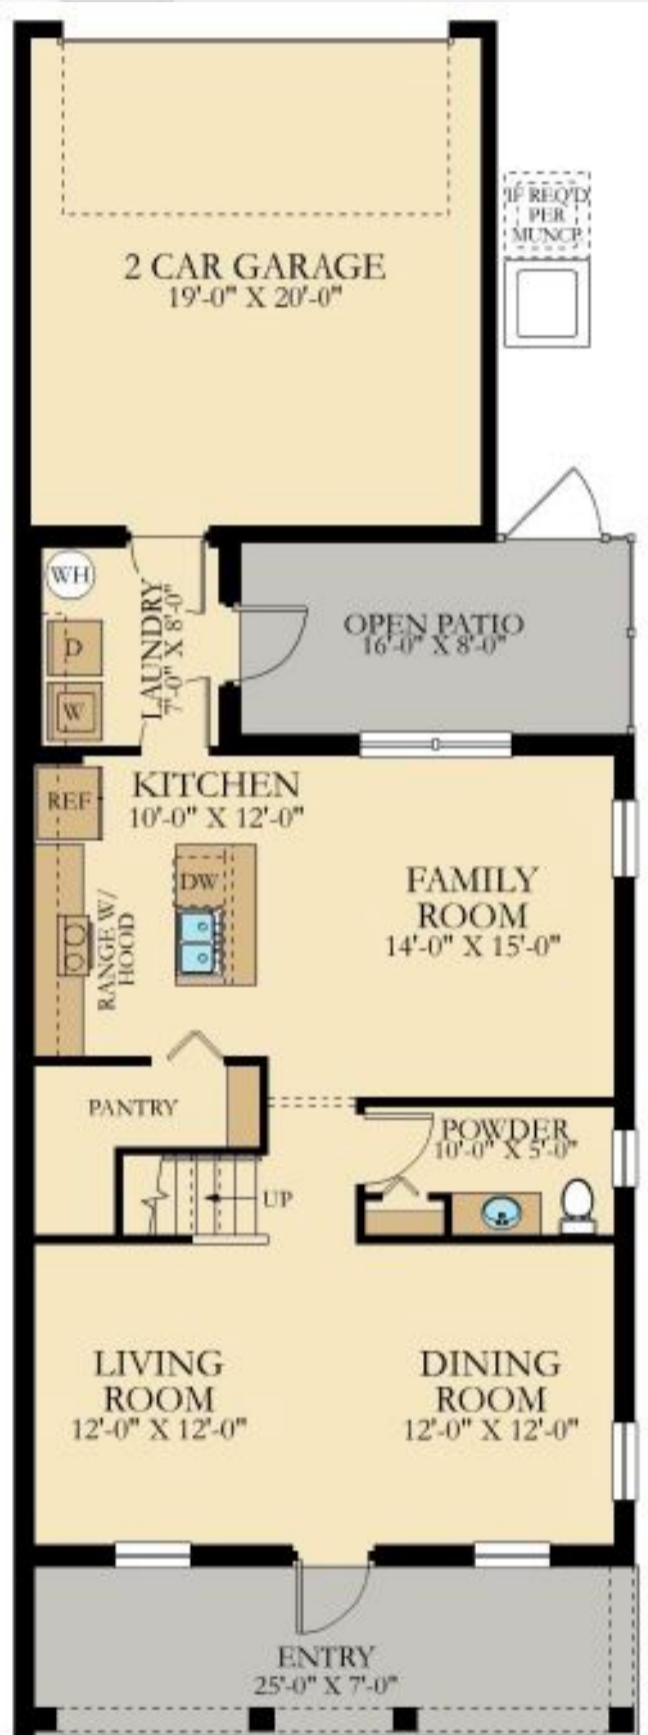 'IF REQ'D
PER
MUNCP.
2 CAR GARAGE
19'-0" X 20'-0"
WH
D
W
LAUNDRY
7'-0" X 8'-0"
OPEN PATIO
16'-0" X 8'-0"
REF
KITCHEN
10'-0" X 12'-0"
DW
RANGE W/
HOOD
FAMILY
ROOM
14'-0" X 15'-0"
PANTRY
POWDER
10'-0" X 5'-0"
UP
LIVING
ROOM
12'-0" X 12'-0"
DINING
ROOM
12'-0" X 12'-0"
ENTRY
25'-0" X 7'-0"